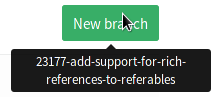 New branch
23177-add-support-for-rich-
references-to-referables